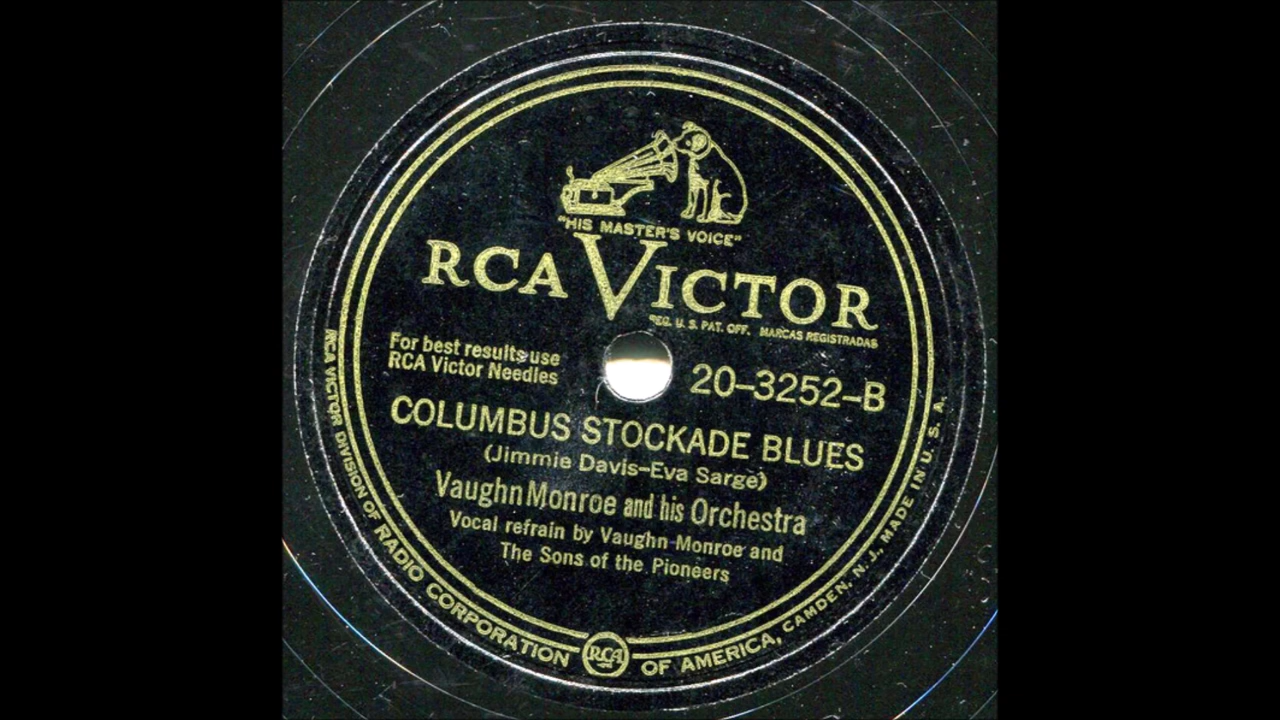 "HIS MASTER'S VOICE"
RCA VICTOR
REG. U. S. PAT. OFF. MARCAS REGISTRADAS
For best results use
RCA Victor Needles
20-3252-B
COLUMBUS STOCKADE BLUES
(Jimmie Davis-Eva Sarge)
Vaughn Monroe and his Orchestra
Vocal refrain by Vaughn Monroe and
The Sons of the Pioneers
RCA VICTOR DIVISION OF RADIO CORPORATION OF AMERICA, CAMDEN, N. J., MADE IN U. S. A.
RCA